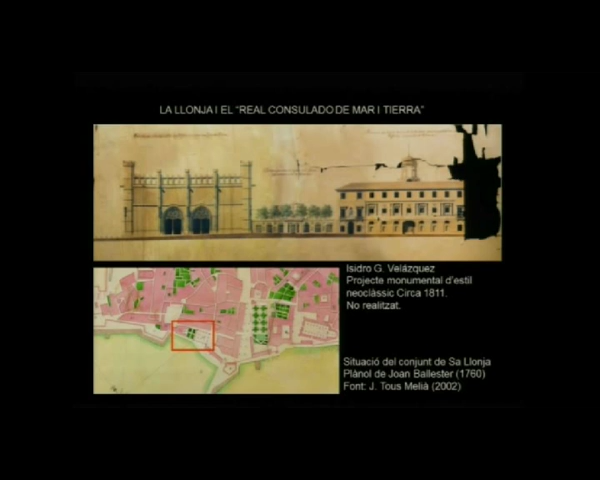 LA LLONJA I EL "REAL CONSULADO DE MAR I TIERRA"
Isidro G. Velázquez
Projecte monumental d'estil
neoclàssic Circa 1811.
No realitzat.
Situació del conjunt de Sa Llonja
Plànol de Joan Ballester (1760)
Font: J. Tous Melià (2002)